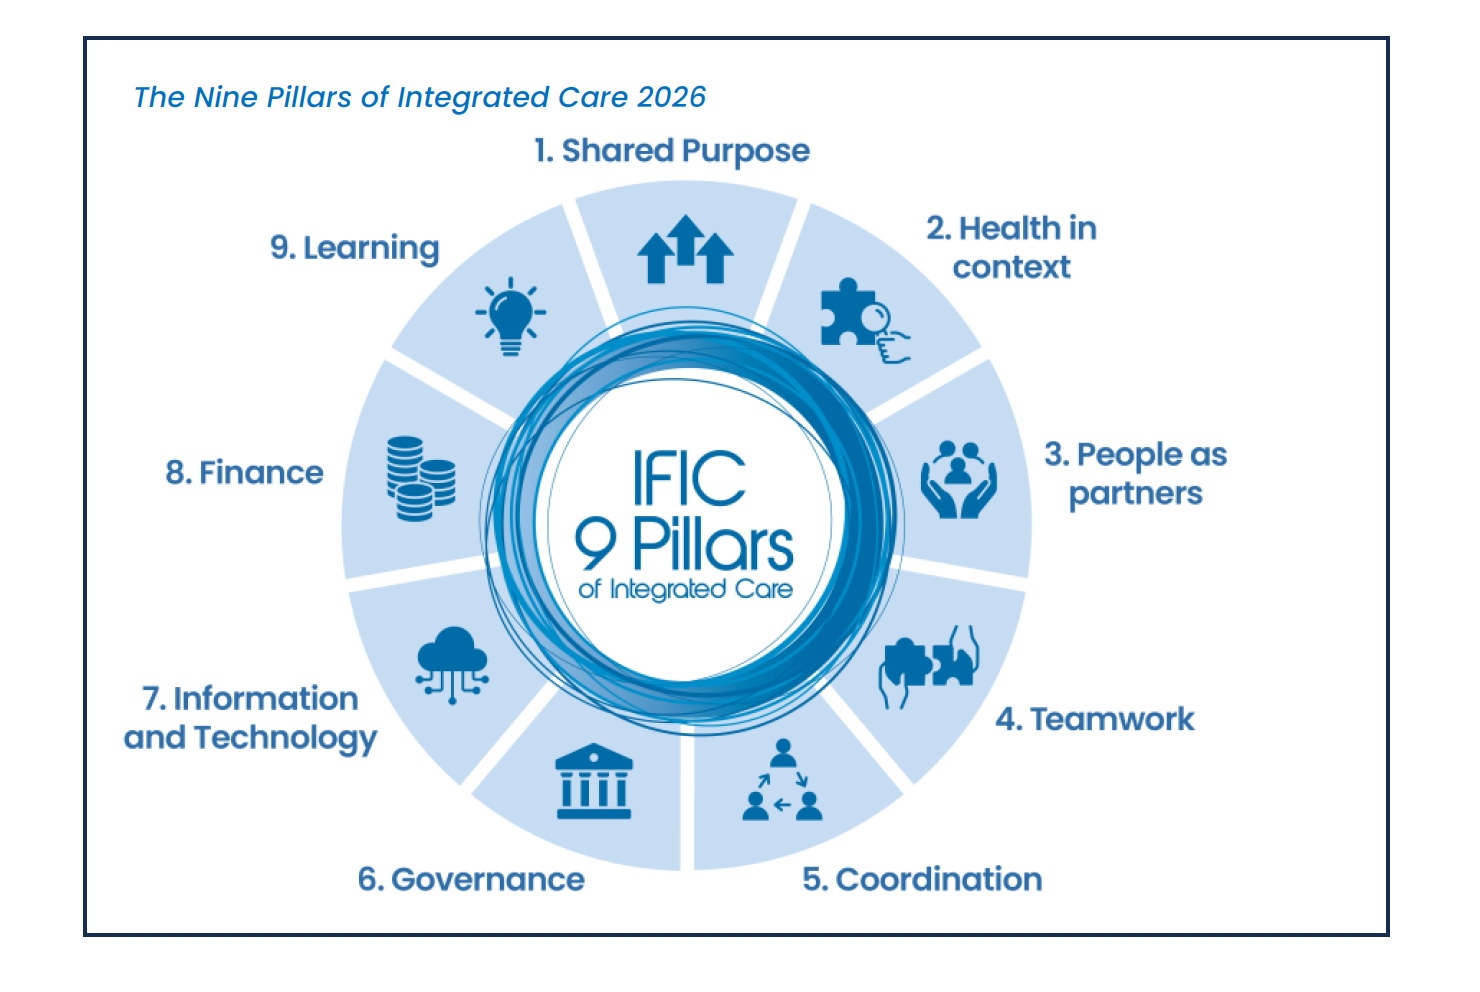 The Nine Pillars of Integrated Care 2026
1. Shared Purpose
2. Health in
context
3. People as
partners
4. Teamwork
5. Coordination
6. Governance
7. Information
and Technology
8. Finance
9. Learning
IFIC
9 Pillars
of Integrated Care